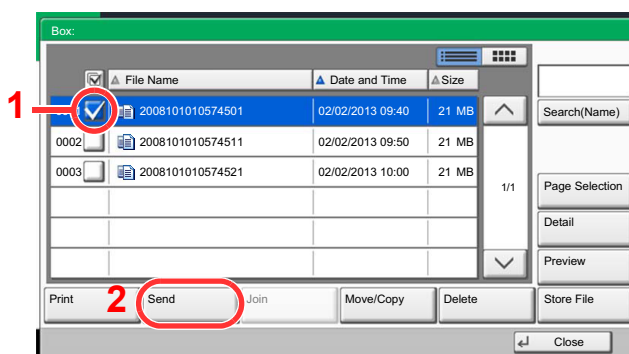 Box:
File Name Date and Time Size
1
2008101010574501 02/02/2013 09:40 21 MB
Search(Name)
0002 2008101010574511 02/02/2013 09:50 21 MB
0003 2008101010574521 02/02/2013 10:00 21 MB
1/1
Page Selection
Detail
Preview
Print 2 Send Join Move/Copy Delete Store File
Close